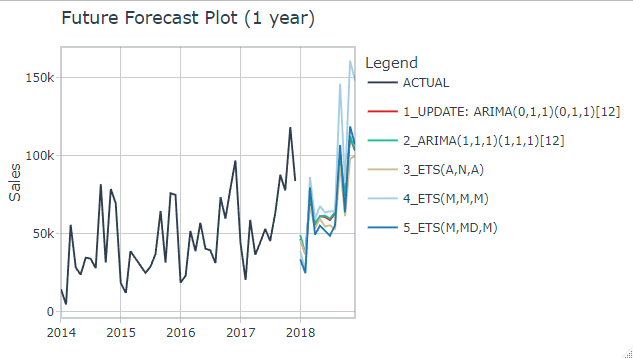 Future Forecast Plot (1 year)
Legend
ACTUAL
1_UPDATE: ARIMA(0,1,1)(0,1,1)[12]
2_ARIMA(1,1,1)(1,1,1)[12]
3_ETS(A,N,A)
4_ETS(M,M,M)
5_ETS(M,MD,M)
Sales
150k
100k
50k
0
2014
2015
2016
2017
2018